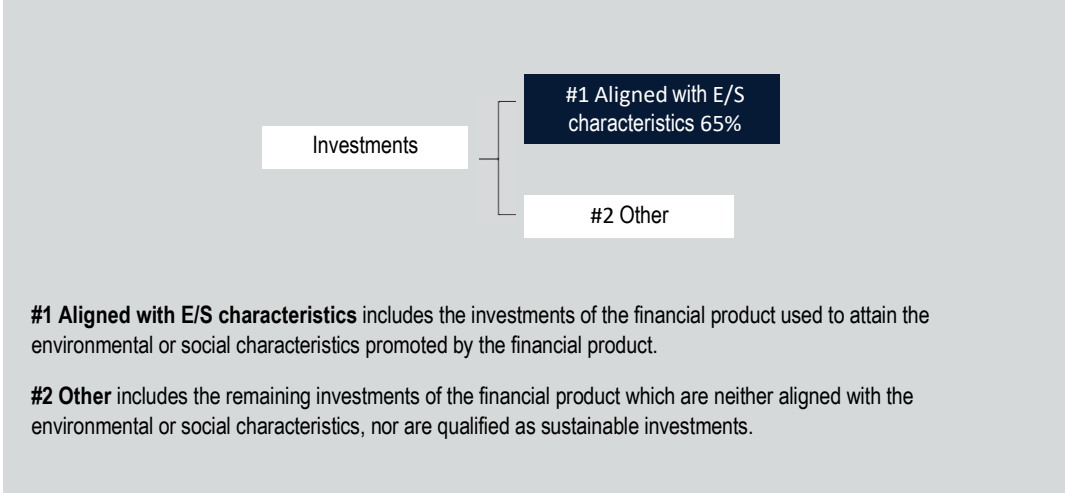 #1 Aligned with E/S
characteristics 65%
Investments
#2 Other
#1 Aligned with E/S characteristics includes the investments of the financial product used to attain the
environmental or social characteristics promoted by the financial product.
#2 Other includes the remaining investments of the financial product which are neither aligned with the
environmental or social characteristics, nor are qualified as sustainable investments.